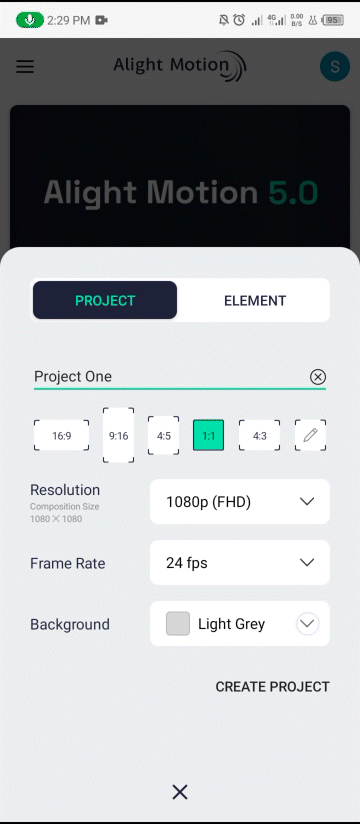 2:29 PM
4G
0.00
B/S
95
Alight Motion
S
Alight Motion 5.0
PROJECT
ELEMENT
Project One
16:9
9:16
4:5
1:1
4:3
Resolution
Composition Size
1080 × 1080
1080p (FHD)
Frame Rate
24 fps
Background
Light Grey
CREATE PROJECT